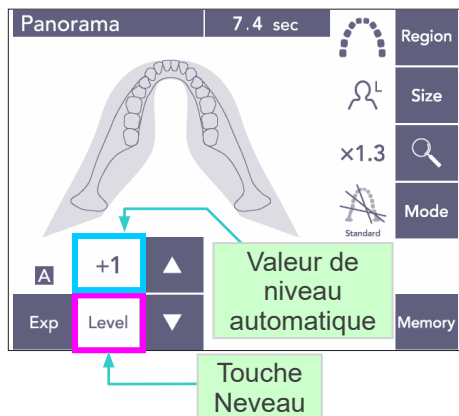 Panorama
7.4 sec
Region
L
Size
×1.3
Mode
Standard
A
+1
▲
Valeur de
niveau
automatique
Exp
Level
▼
Memory
Touche
Neveau